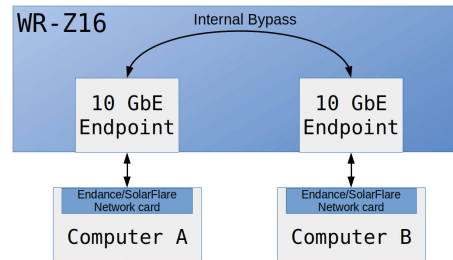 WR-Z16
Internal Bypass
10 GbE
Endpoint
10 GbE
Endpoint
Endance/SolarFlare
Network card
Endance/SolarFlare
Network card
Computer A
Computer B